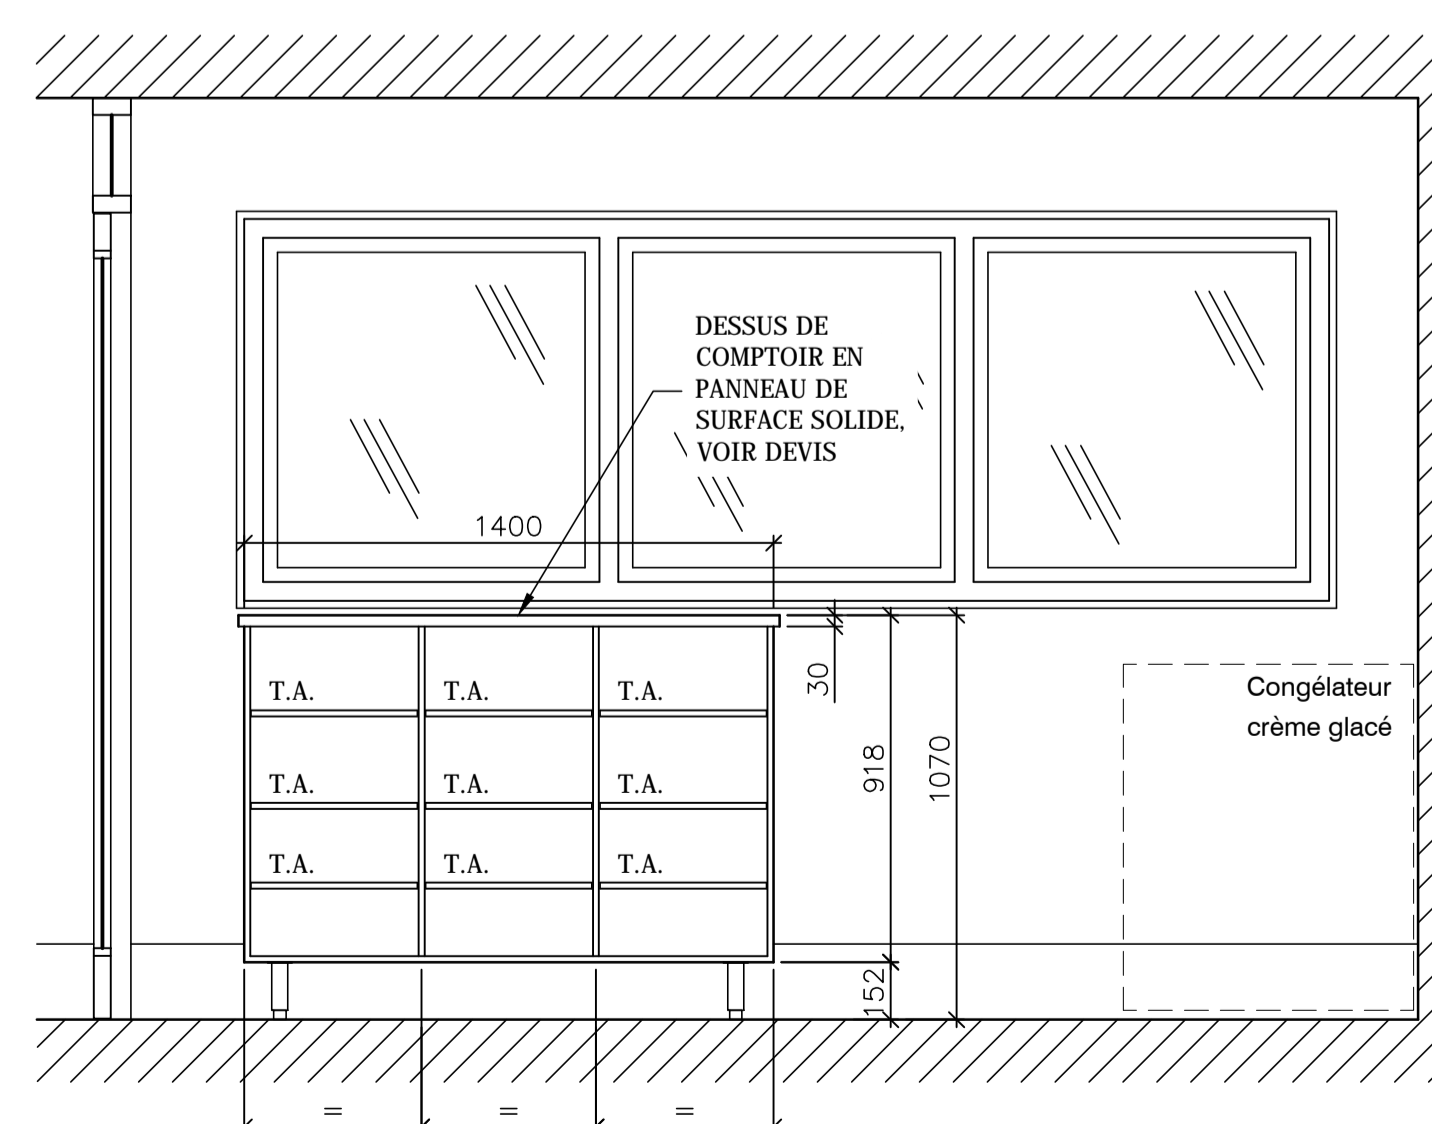 DESSUS DE
COMPTOIR EN
PANNEAU DE
SURFACE SOLIDE,
VOIR DEVIS
1400
T.A. T.A. T.A.
T.A. T.A. T.A.
T.A. T.A. T.A.
30
918
1070
152
Congélateur
crème glacé
= = =